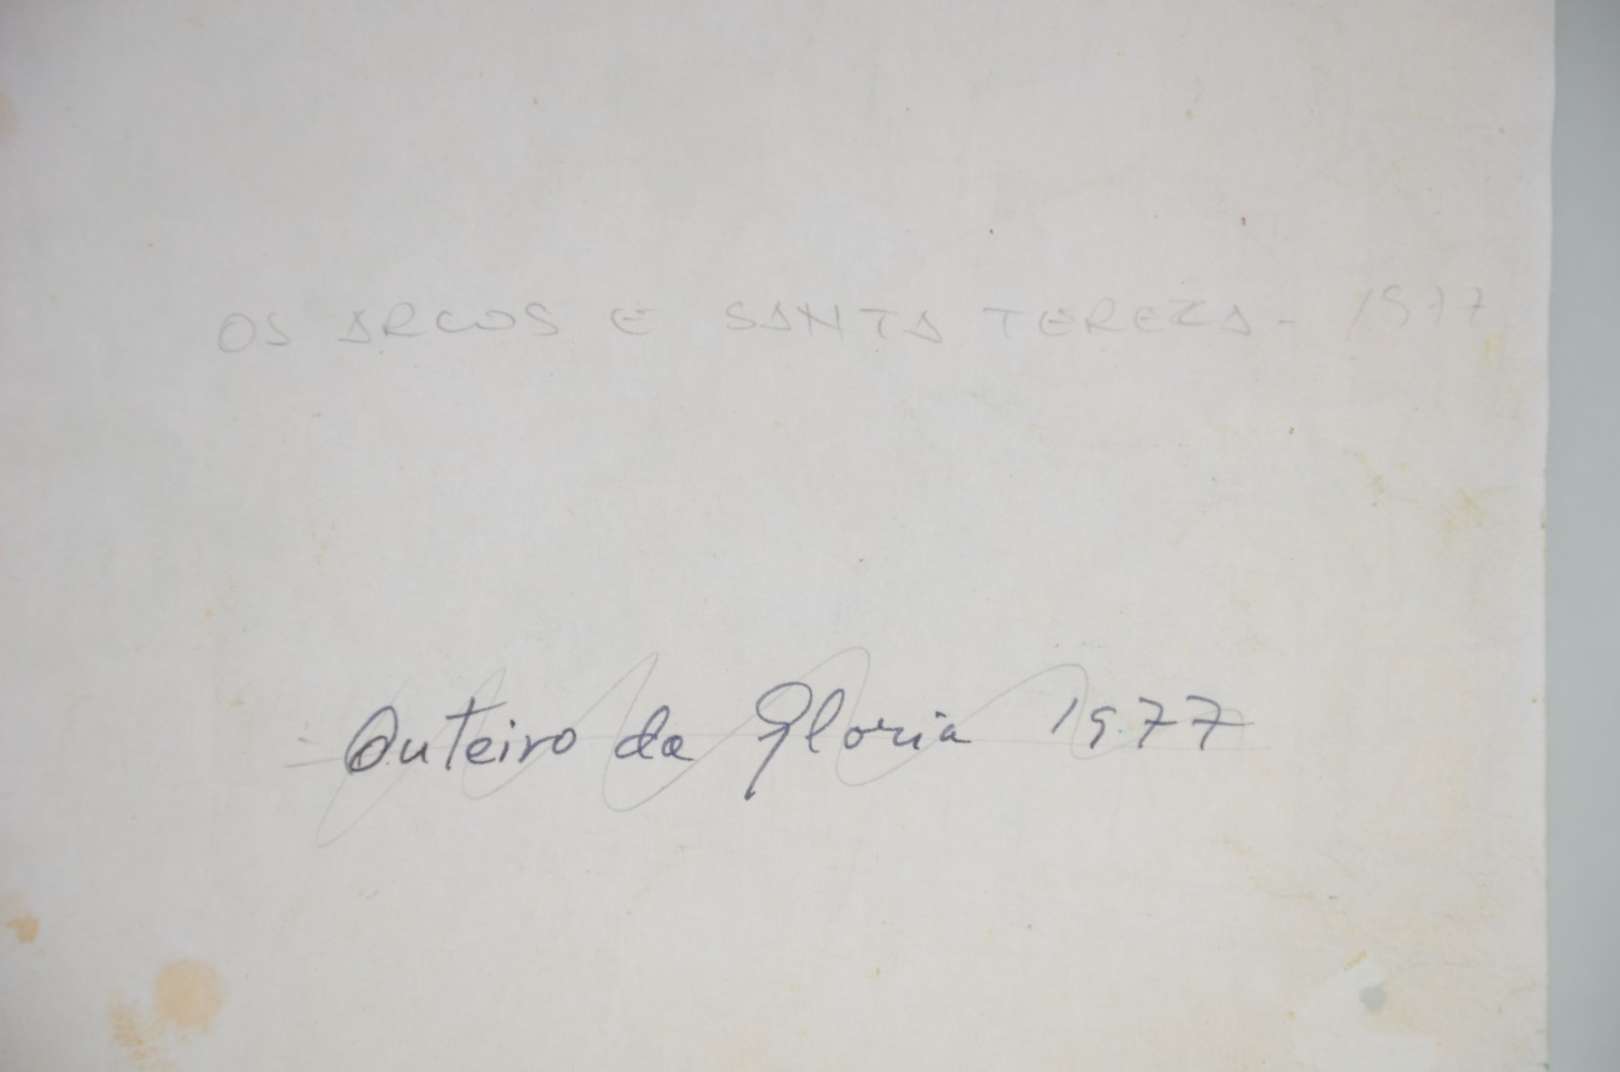 OS ARCOS E SANTA TEREZA - 1977
Outeiro da Gloria 1977